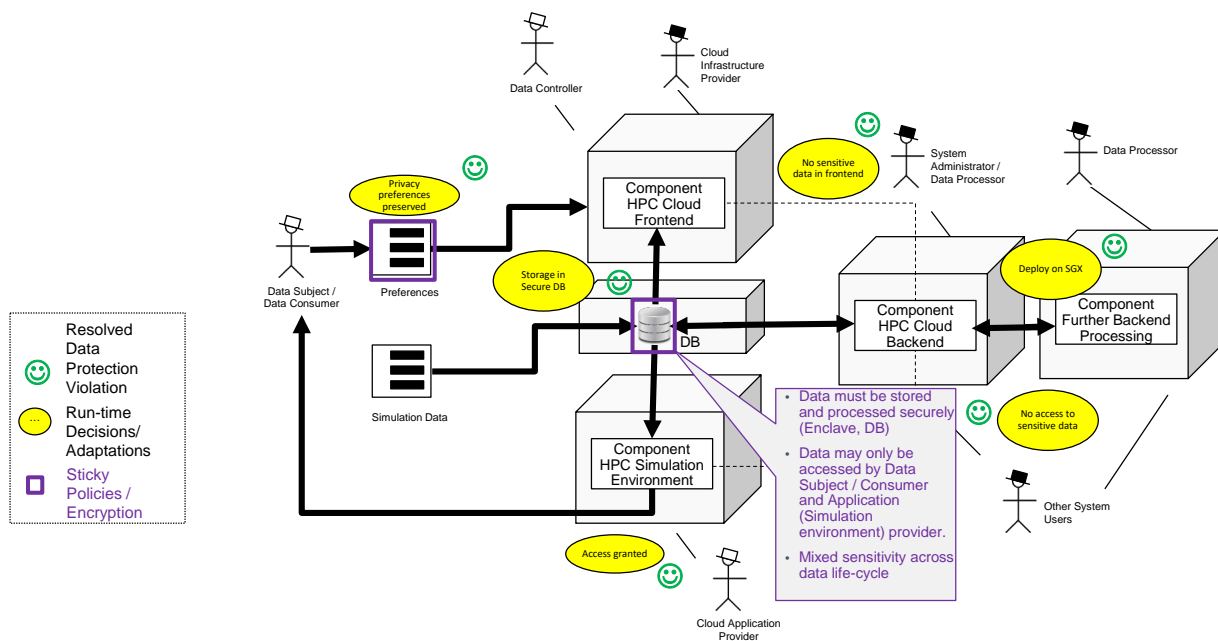 Data Controller
Cloud
Infrastructure
Provider
System
Administrator /
Data Processor
Data Processor
No sensitive
data in frontend
Privacy
preferences
preserved
Component
HPC Cloud
Frontend
Data Subject /
Data Consumer
Preferences
Storage in
Secure DB
Deploy on SGX
DB
Component
HPC Cloud
Backend
Component
Further Backend
Processing
Simulation Data
Component
HPC Simulation
Environment
• Data must be stored
and processed securely
(Enclave, DB)
• Data may only be
accessed by Data
Subject / Consumer
and Application
(Simulation
environment) provider.
• Mixed sensitivity across
data life-cycle
No access to
sensitive data
Other System
Users
Access granted
Cloud Application
Provider
Resolved
Data
Protection
Violation
...
Run-time
Decisions/
Adaptations
Sticky
Policies /
Encryption